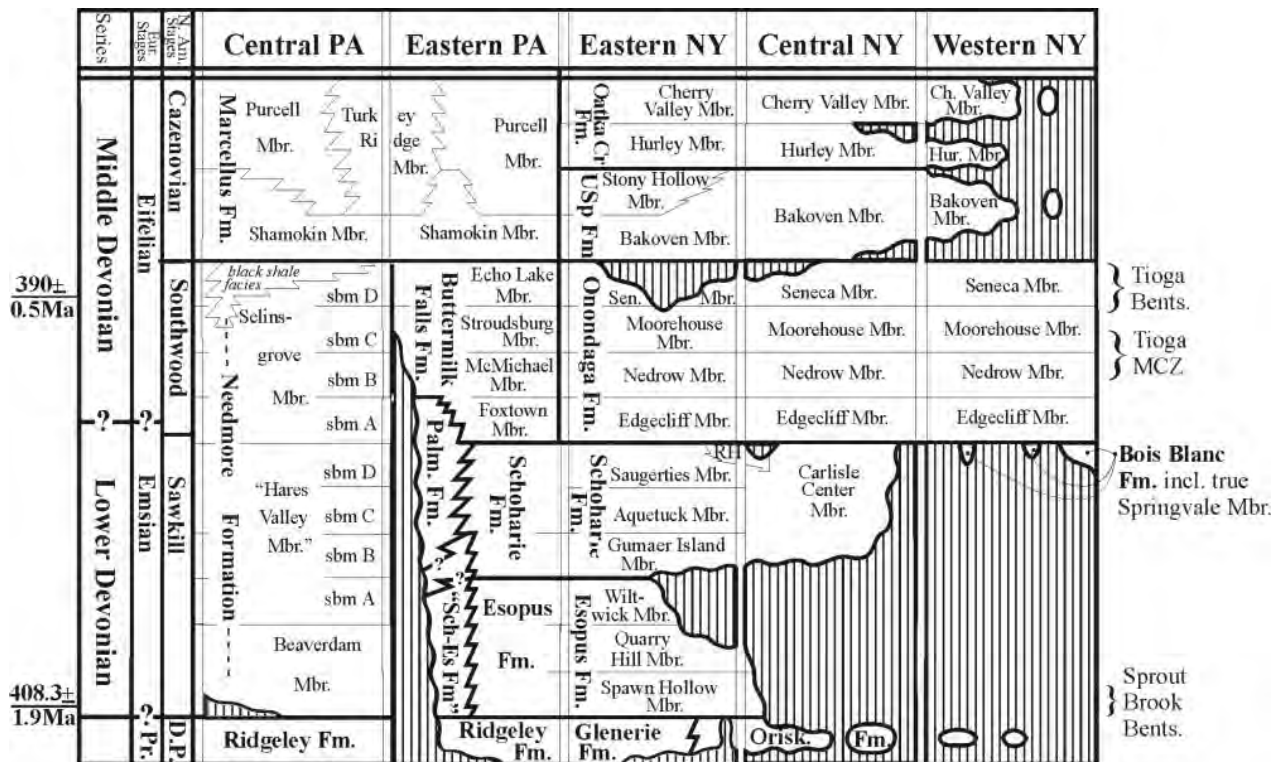 Series
Eur. Stages
N. Am. Stages
Central PA
Eastern PA
Eastern NY
Central NY
Western NY
Middle Devonian
Lower Devonian
?
Eifelian
Emsian
?
?
Pr.
Cazenovian
Southwood
Sawkill
D.P.
390±
0.5Ma
408.3±
1.9Ma
Marcellus Fm.
Purcell
Mbr.
Turk
Ri
ey
dge
Mbr.
Purcell
Mbr.
Shamokin Mbr.
Shamokin Mbr.
Oatka Cr
Fm.
Cherry
Valley Mbr.
Hurley Mbr.
USp Fm
Stony Hollow
Mbr.
Bakoven Mbr.
Cherry Valley Mbr.
Hurley Mbr.
Bakoven Mbr.
Ch. Valley
Mbr.
Hur. Mbr
Bakoven
Mbr.
black shale
facies
sbm D
Selins-
grove
sbm C
sbm B
Mbr.
sbm A
Needmore
Formation
sbm D
"Hares
Valley
sbm C
Mbr."
sbm B
sbm A
Beaverdam
Mbr.
Ridgeley Fm.
Buttermilk
Falls Fm.
Echo Lake
Mbr.
Stroudsburg
Mbr.
McMichael
Mbr.
Foxtown
Mbr.
Palm. Fm.
?
?
"Sch-Es Fm"
Schoharie
Fm.
Esopus
Fm.
Ridgeley
Fm.
Onondaga Fm.
Sen.
Mbr.
Moorehouse
Mbr.
Nedrow Mbr.
Edgecliff Mbr.
RH
Schoharie
Fm.
Saugerties Mbr.
Aquetuck Mbr.
Gumaer Island
Mbr.
Esopus Fm.
Wilt-
wick Mbr.
Quarry
Hill Mbr.
Spawn Hollow
Mbr.
Glenerie
Fm.
Seneca Mbr.
Moorehouse Mbr.
Nedrow Mbr.
Edgecliff Mbr.
Carlisle
Center
Mbr.
Orisk.
Fm
Seneca Mbr.
Moorehouse Mbr.
Nedrow Mbr.
Edgecliff Mbr.
Tioga
Bents.
Tioga
MCZ
Bois Blanc
Fm. incl. true
Springvale Mbr.
Sprout
Brook
Bents.